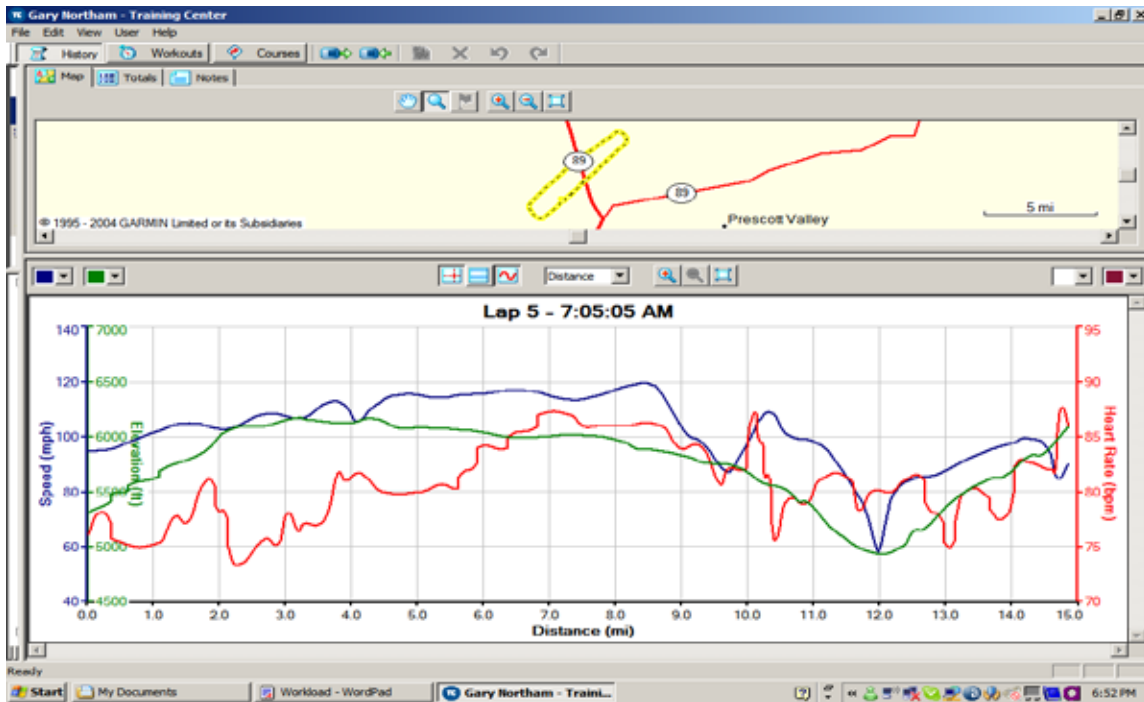 Gary Northam - Training Center
File Edit View User Help
History Workouts Courses
Map Totals Notes
89
89
Prescott Valley
5 mi
© 1995 - 2004 GARMIN Limited or its Subsidiaries
Distance
Lap 5 - 7:05:05 AM
140 7000 95
120 6500 90
100 6000 85
80 5500 80
60 5000 75
40 4500 70
Speed (mph)
Elevation (ft)
Heart Rate (bpm)
0.0 1.0 2.0 3.0 4.0 5.0 6.0 7.0 8.0 9.0 10.0 11.0 12.0 13.0 14.0 15.0
Distance (mi)
Ready
Start My Documents Workload - WordPad Gary Northam - Traini... 6:52 PM